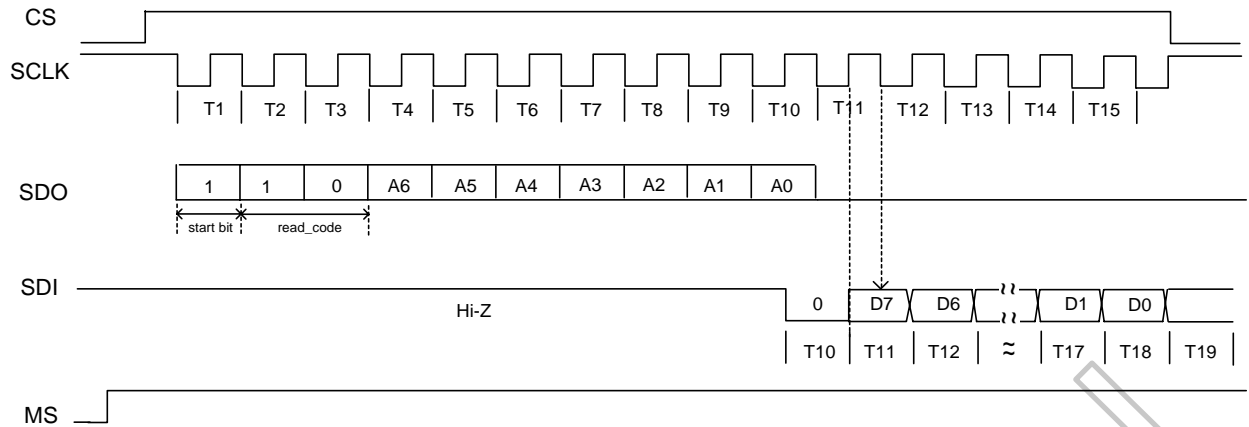 CS
SCLK
T1 T2 T3 T4 T5 T6 T7 T8 T9 T10 T11 T12 T13 T14 T15
SDO
1 1 0 A6 A5 A4 A3 A2 A1 A0
start bit read_code
SDI
Hi-Z
0 D7 D6 ≈ D1 D0
T10 T11 T12 ≈ T17 T18 T19
MS